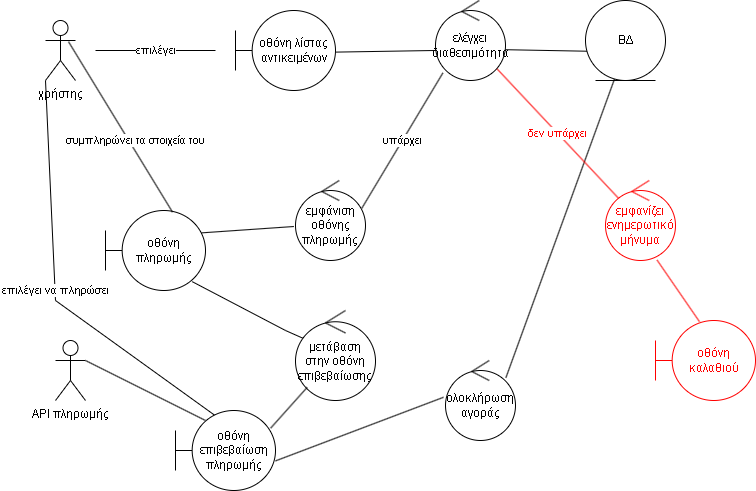 επιλέγει
οθόνη λίστας
αντικειμένων
ελέγχει
διαθεσιμότητα
ΒΔ
χρήστης
συμπληρώνει τα στοιχεία του
υπάρχει
δεν υπάρχει
εμφάνιση
οθόνης
πληρωμής
εμφανίζει
ενημερωτικό
μήνυμα
οθόνη
πληρωμής
επιλέγει να πληρώσει
μετάβαση
στην οθόνη
επιβεβαίωσης
οθόνη
καλαθιού
API πληρωμής
ολοκλήρωση
αγοράς
οθόνη
επιβεβαίωση
πληρωμής